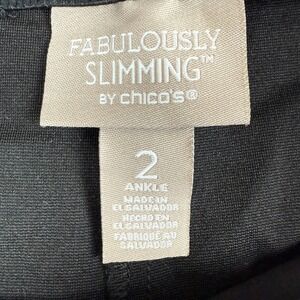 FABULOUSLY
SLIMMING™
BY chico's®
2
ANKLE
MADE IN
EL SALVADOR
HECHO EN
EL SALVADOR
FABRIQUÉ AU
SALVADOR